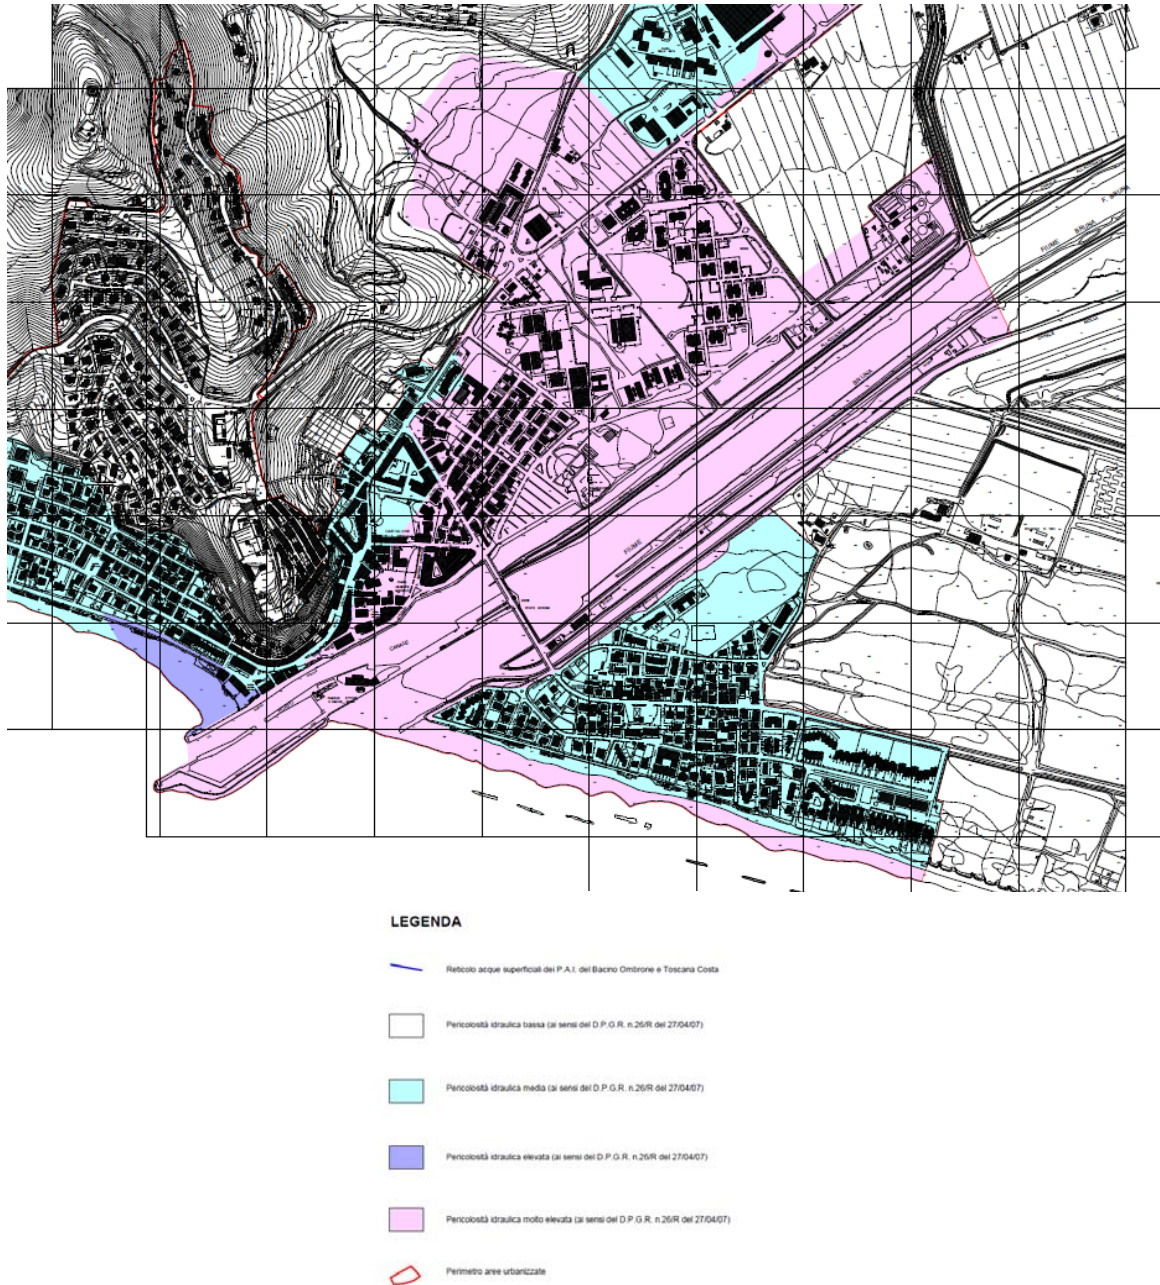 F. BRUNA
FIUME BRUNA
BRUNA
FIUME
CANALE
LEGENDA
Reticolo acque superficiali dei P.A.I. del Bacino Ombrone e Toscana Costa
Pericolosità idraulica bassa (ai sensi del D.P.G.R. n.26/R del 27/04/07)
Pericolosità idraulica media (ai sensi del D.P.G.R. n.26/R del 27/04/07)
Pericolosità idraulica elevata (ai sensi del D.P.G.R. n.26/R del 27/04/07)
Pericolosità idraulica molto elevata (ai sensi del D.P.G.R. n.26/R del 27/04/07)
Perimetro aree urbanizzate